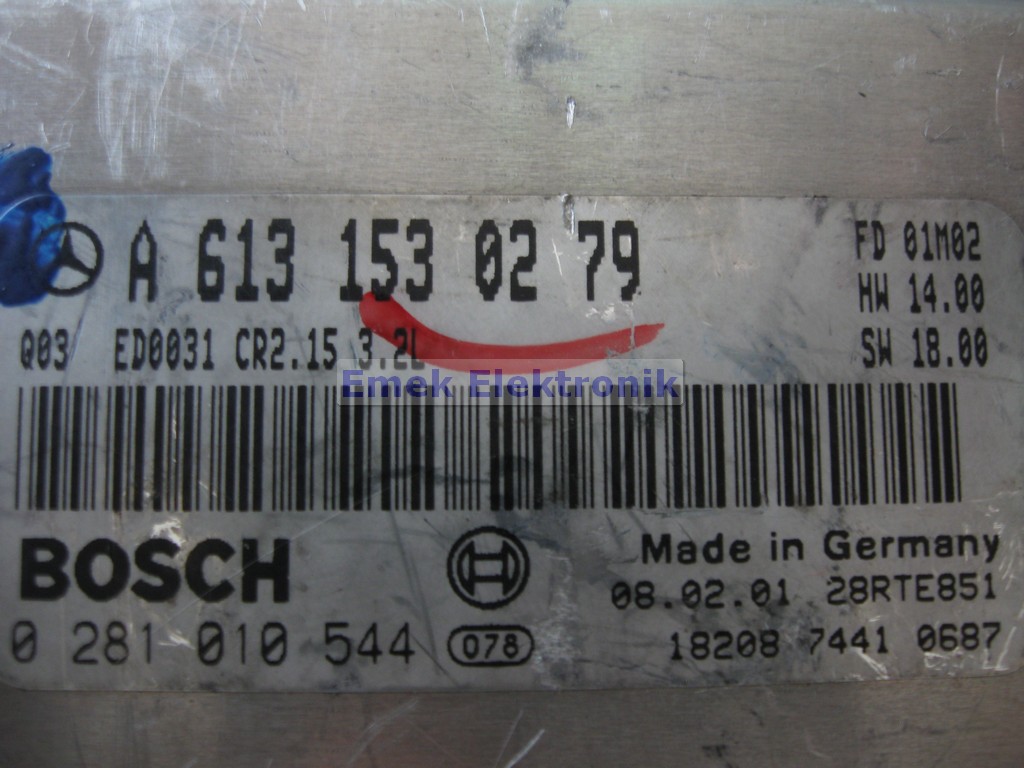 A 613 153 02 79
FD 01M02
HW 14.00
Q03 ED0031 CR2.15 3.2L
SW 18.00
Emek Elektronik
BOSCH
Made in Germany
08.02.01 28RTE851
0 281 010 544 078
18208 7441 0687